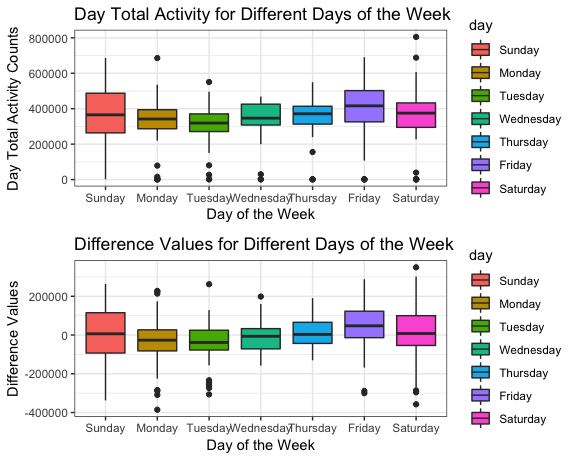 Day Total Activity for Different Days of the Week
Day Total Activity Counts
800000
600000
400000
200000
0
Sunday Monday Tuesday Wednesday Thursday Friday Saturday
Day of the Week
day
Sunday
Monday
Tuesday
Wednesday
Thursday
Friday
Saturday
Difference Values for Different Days of the Week
Difference Values
200000
0
-200000
-400000
Sunday Monday Tuesday Wednesday Thursday Friday Saturday
Day of the Week
day
Sunday
Monday
Tuesday
Wednesday
Thursday
Friday
Saturday